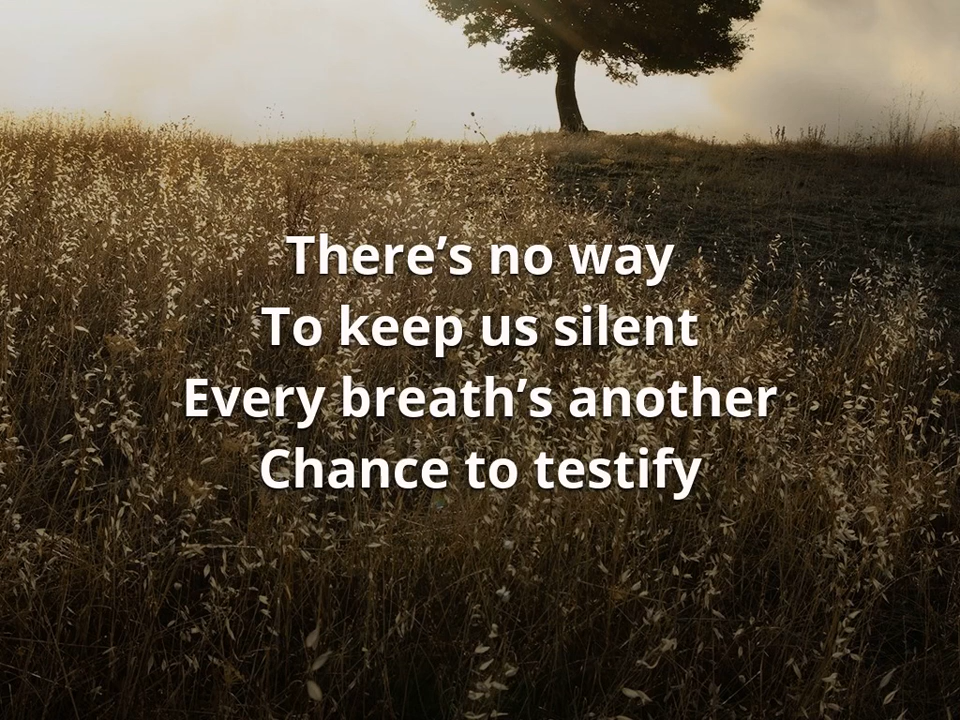 There’s no way
To keep us silent
Every breath’s another
Chance to testify